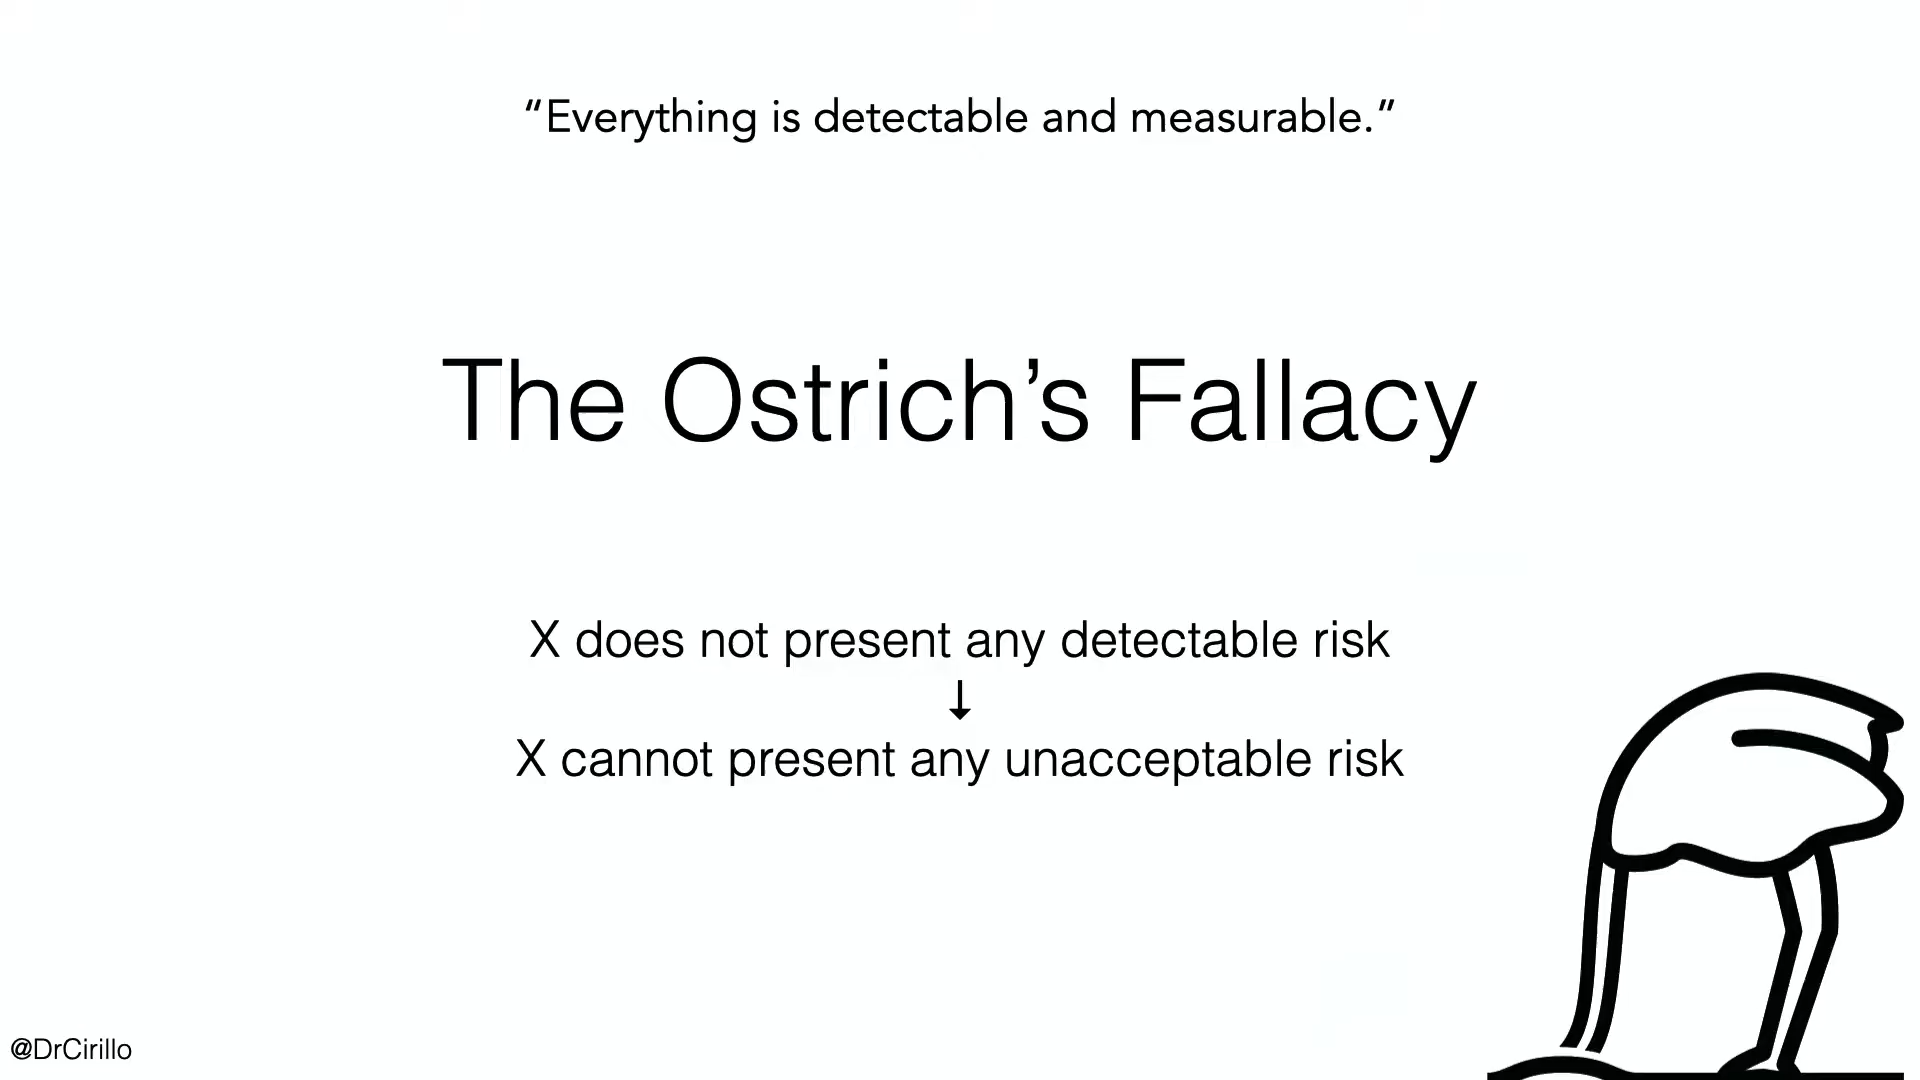 “Everything is detectable and measurable.”
The Ostrich’s Fallacy
X does not present any detectable risk
↓
X cannot present any unacceptable risk
@DrCirillo